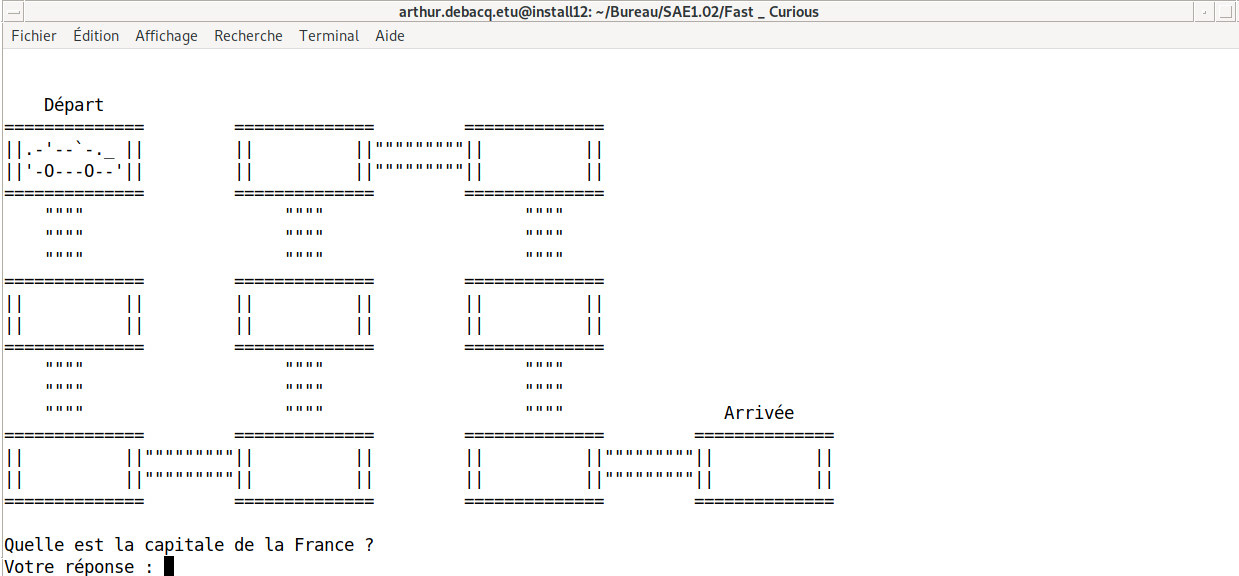 arthur.debacq.etu@install12: ~/Bureau/SAE1.02/Fast _ Curious
Fichier Édition Affichage Recherche Terminal Aide
    Départ
==============         ==============         ==============
||.-'--`-._ ||         ||          ||"""""""""||          ||
||'-O---O--'||         ||          ||"""""""""||          ||
==============         ==============         ==============
    """"                    """"                    """"
    """"                    """"                    """"
    """"                    """"                    """"
==============         ==============         ==============
||          ||         ||          ||         ||          ||
||          ||         ||          ||         ||          ||
==============         ==============         ==============
    """"                    """"                    """"
    """"                    """"                    """"
    """"                    """"                    """"                Arrivée
==============         ==============         ==============         ==============
||          ||"""""""""||          ||         ||          ||"""""""""||          ||
||          ||"""""""""||          ||         ||          ||"""""""""||          ||
==============         ==============         ==============         ==============
Quelle est la capitale de la France ?
Votre réponse :